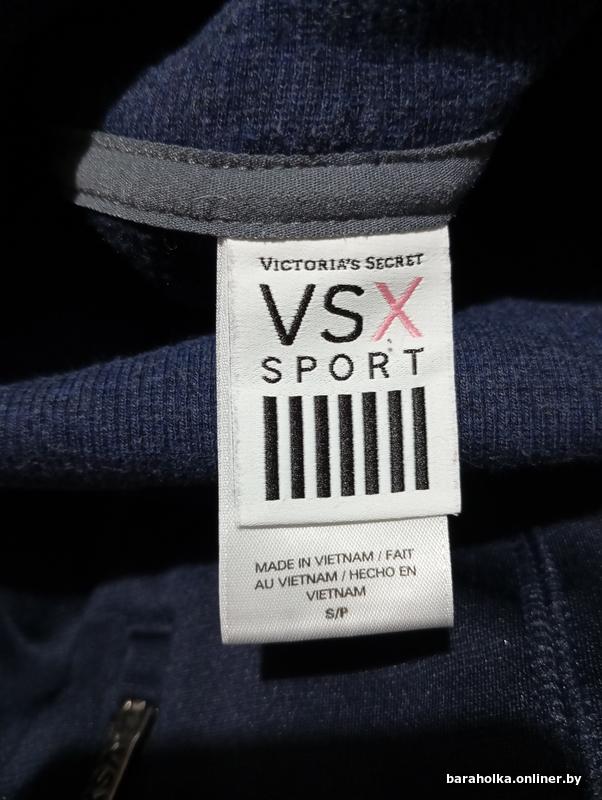 VICTORIA'S SECRET
VSX
SPORT
MADE IN VIETNAM / FAIT
AU VIETNAM / HECHO EN
VIETNAM
S/P
baraholka.onliner.by